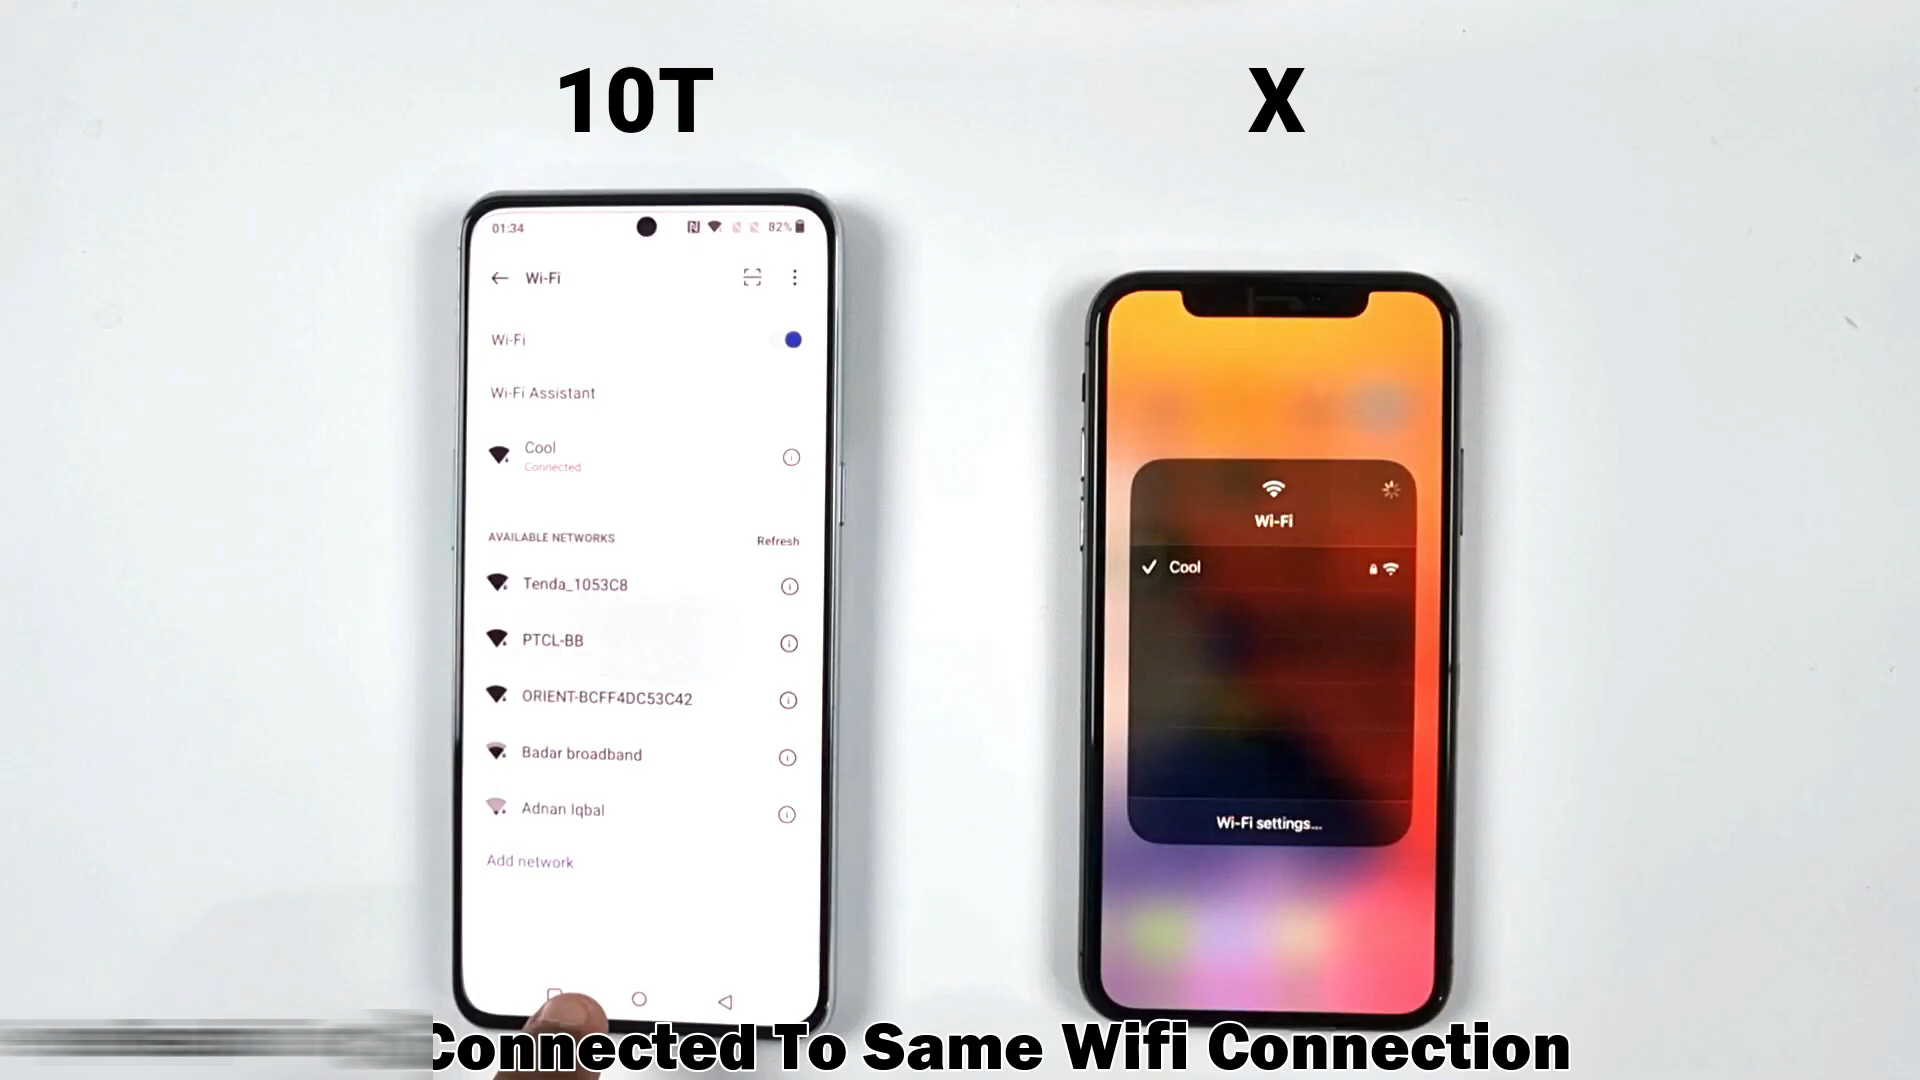 10T
X
01:34
82%
Wi-Fi
Wi-Fi
Wi-Fi Assistant
Cool
Connected
AVAILABLE NETWORKS
Refresh
Tenda_1053C8
PTCL-BB
ORIENT-BCFF4DC53C42
Badar broadband
Adnan Iqbal
Add network
Wi-Fi
Cool
Wi-Fi settings...
Connected To Same Wifi Connection